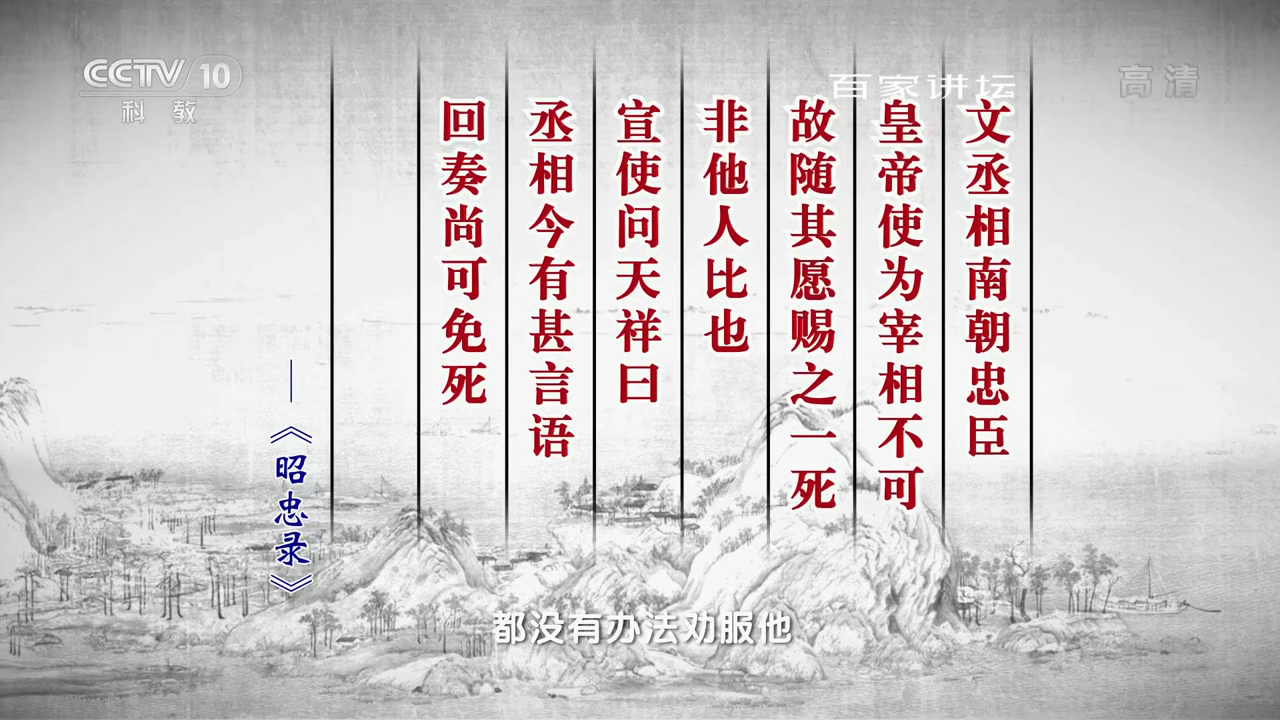 CCTV 10
科教
百家讲坛
高清
文丞相南朝忠臣
皇帝使为宰相不可
故随其愿赐之一死
非他人比也
宣使问天祥曰
丞相今有甚言语
回奏尚可免死
——《昭忠录》
都没有办法劝服他